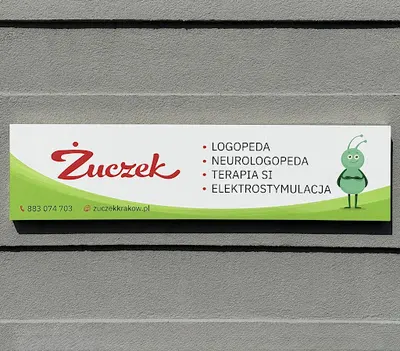 Żuczek
• LOGOPEDA
• NEUROLOGOPEDA
• TERAPIA SI
• ELEKTROSTYMULACJA
883 074 703 zuczekkrakow.pl